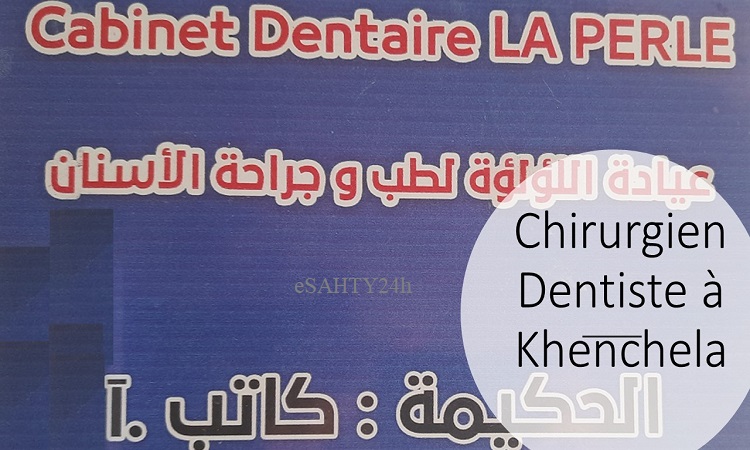 Cabinet Dentaire LA PERLE
عيادة اللؤلؤة لطب و جراحة الأسنان
eSAHTY24h
Chirurgien
Dentiste à
Khenchela
الحكيمة : كاتب .آ